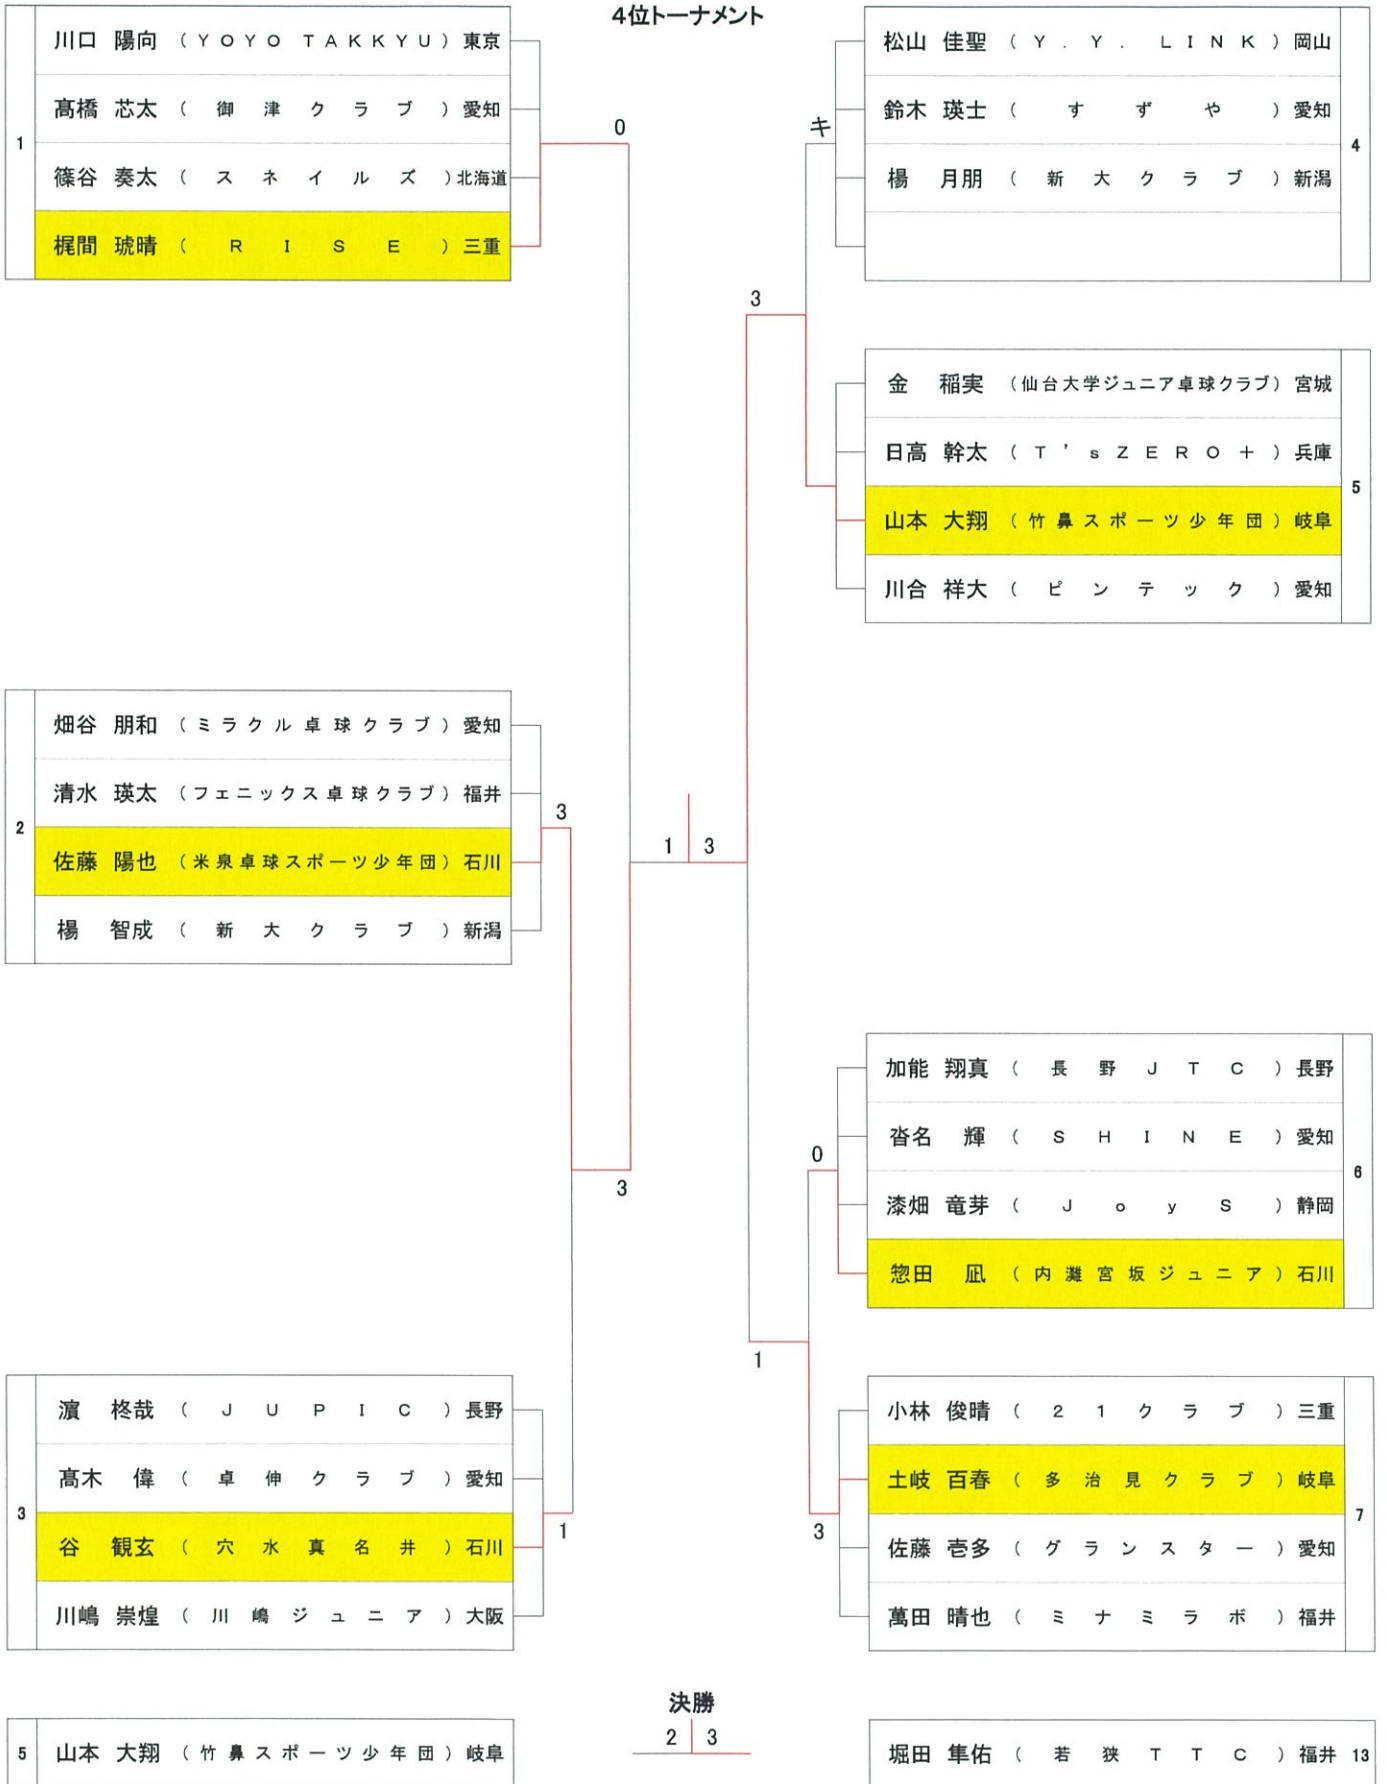 4位トーナメント
1
川口 陽向 (YOYO TAKKYU) 東京
髙橋 芯太 (御津クラブ) 愛知
篠谷 奏太 (スネイルズ) 北海道
梶間 琥晴 (RISE) 三重
0
2
畑谷 朋和 (ミラクル卓球クラブ) 愛知
清水 瑛太 (フェニックス卓球クラブ) 福井
佐藤 陽也 (米泉卓球スポーツ少年団) 石川
楊 智成 (新大クラブ) 新潟
3
3
3
濵 柊哉 (JUPIC) 長野
髙木 偉 (卓伸クラブ) 愛知
谷 観玄 (穴水真名井) 石川
川嶋 崇煌 (川嶋ジュニア) 大阪
1
1 3
松山 佳聖 (Y.Y.LINK) 岡山
鈴木 瑛士 (すずや) 愛知
楊 月朋 (新大クラブ) 新潟
4
キ
3
金 稲実 (仙台大学ジュニア卓球クラブ) 宮城
日高 幹太 (T'sZERO+) 兵庫
山本 大翔 (竹鼻スポーツ少年団) 岐阜
川合 祥大 (ピンテック) 愛知
5
加能 翔真 (長野JTC) 長野
沓名 輝 (SHINE) 愛知
漆畑 竜芽 (JoyS) 静岡
惣田 凪 (内灘宮坂ジュニア) 石川
6
0
1
小林 俊晴 (21クラブ) 三重
土岐 百春 (多治見クラブ) 岐阜
佐藤 壱多 (グランスター) 愛知
萬田 晴也 (ミナミラボ) 福井
7
3
決勝
5 山本 大翔 (竹鼻スポーツ少年団) 岐阜
2 3
堀田 隼佑 (若狭TTC) 福井 13